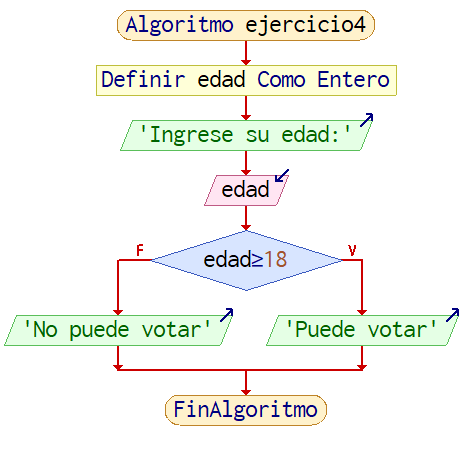 Algoritmo ejercicio4
Definir edad Como Entero
'Ingrese su edad:'
edad
edad≥18
F
V
'No puede votar'
'Puede votar'
FinAlgoritmo